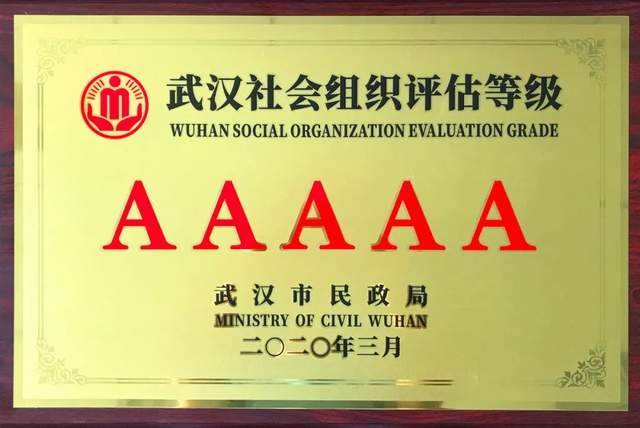 武汉社会组织评估等级
WUHAN SOCIAL ORGANIZATION EVALUATION GRADE
AAAAA
武汉市民政局
MINISTRY OF CIVIL WUHAN
二〇二〇年三月